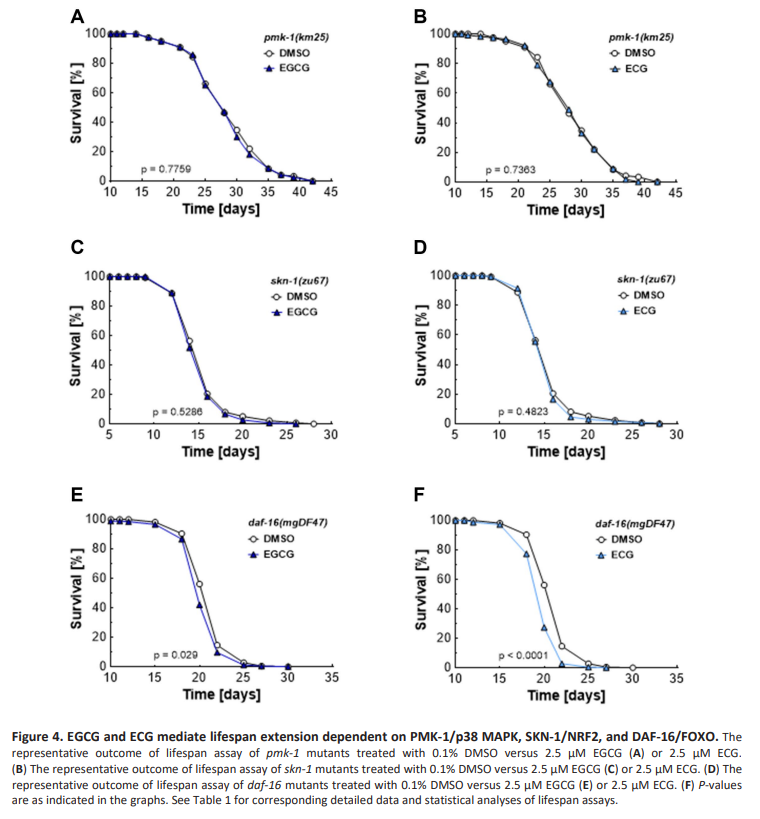 A
pmk-1(km25)
DMSO
EGCG
Survival [%]
100
80
60
40
20
0
p = 0.7759
10 15 20 25 30 35 40 45
Time [days]
B
pmk-1(km25)
DMSO
ECG
Survival [%]
100
80
60
40
20
0
p = 0.7363
10 15 20 25 30 35 40 45
Time [days]
C
skn-1(zu67)
DMSO
EGCG
Survival [%]
100
80
60
40
20
0
p = 0.5286
5 10 15 20 25 30
Time [days]
D
skn-1(zu67)
DMSO
ECG
Survival [%]
100
80
60
40
20
0
p = 0.4823
5 10 15 20 25 30
Time [days]
E
daf-16(mgDF47)
DMSO
EGCG
Survival [%]
100
80
60
40
20
0
p = 0.029
10 15 20 25 30 35
Time [days]
F
daf-16(mgDF47)
DMSO
ECG
Survival [%]
100
80
60
40
20
0
p < 0.0001
10 15 20 25 30 35
Time [days]
Figure 4. EGCG and ECG mediate lifespan extension dependent on PMK-1/p38 MAPK, SKN-1/NRF2, and DAF-16/FOXO. The
representative outcome of lifespan assay of pmk-1 mutants treated with 0.1% DMSO versus 2.5 μM EGCG (A) or 2.5 μM ECG.
(B) The representative outcome of lifespan assay of skn-1 mutants treated with 0.1% DMSO versus 2.5 μM EGCG (C) or 2.5 μM ECG. (D) The
representative outcome of lifespan assay of daf-16 mutants treated with 0.1% DMSO versus 2.5 μM EGCG (E) or 2.5 μM ECG. (F) P-values
are as indicated in the graphs. See Table 1 for corresponding detailed data and statistical analyses of lifespan assays.